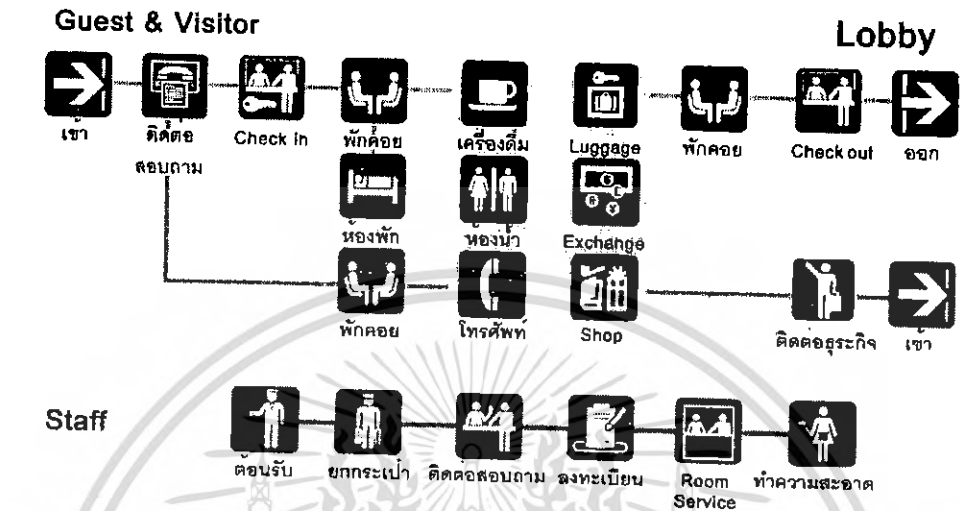 Guest & Visitor
Lobby
เข้า
ติดต่อ
สอบถาม
Check in
พักคอย
เครื่องดื่ม
Luggage
พักคอย
Check out
ออก
ห้องพัก
ห้องน้ำ
Exchange
พักคอย
โทรศัพท์
Shop
ติดต่อธุระกิจ
เข้า
Staff
ต้อนรับ
ยกกระเป๋า
ติดต่อสอบถาม
ลงทะเบียน
Room
Service
ทำความสะอาด